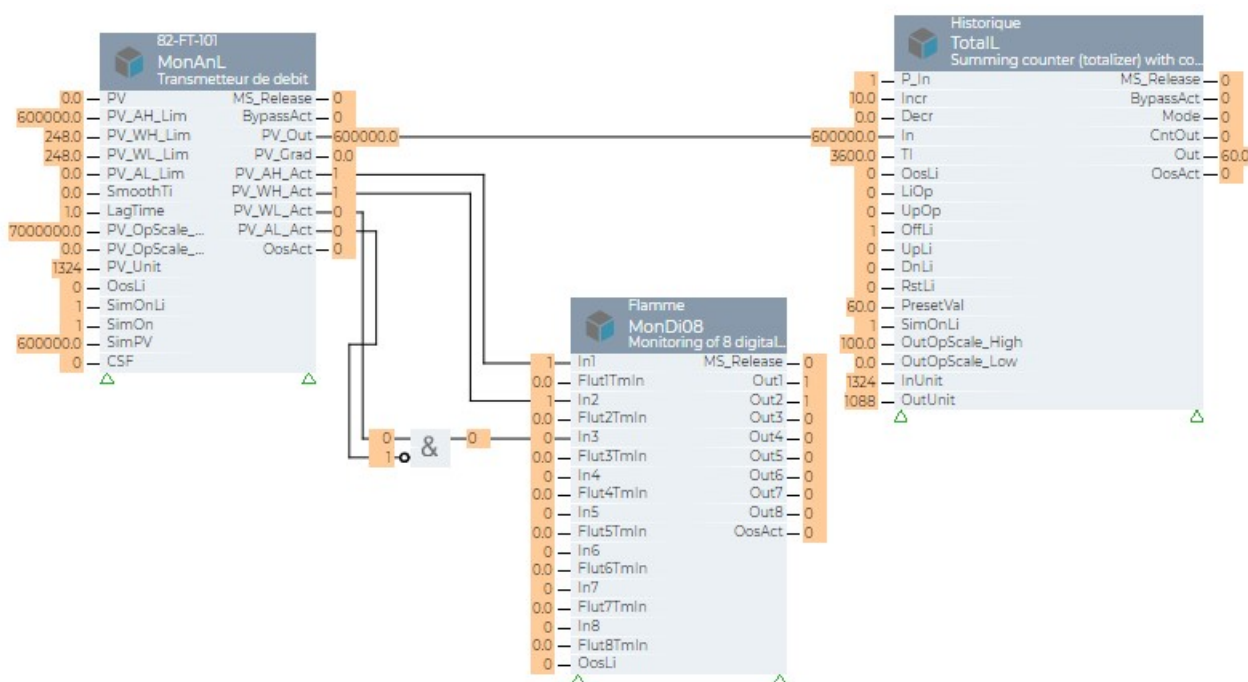 82-FT-101
MonAnL
Transmetteur de debit
0.0 PV MS_Release 0
600000.0 PV_AH_Lim BypassAct 0
248.0 PV_WH_Lim PV_Out 600000.0
248.0 PV_WL_Lim PV_Grad 0.0
0.0 PV_AL_Lim PV_AH_Act 1
0.0 SmoothTi PV_WH_Act 1
1.0 LagTime PV_WL_Act 0
7000000.0 PV_OpScale_... PV_AL_Act 0
0.0 PV_OpScale_... OosAct 0
1324 PV_Unit
0 OosLi
1 SimOnLi
1 SimOn
600000.0 SimPV
0 CSF
Historique
TotalL
Summing counter (totalizer) with co...
1 P_In MS_Release 0
10.0 Incr BypassAct 0
0.0 Decr Mode 0
600000.0 In CntOut 0
3600.0 TI Out 60.0
0 OosLi OosAct 0
0 LiOp
0 UpOp
1 OffLi
0 UpLi
0 DnLi
0 RstLi
60.0 PresetVal
1 SimOnLi
100.0 OutOpScale_High
0.0 OutOpScale_Low
1324 InUnit
1088 OutUnit
0 & 0
1
Flamme
MonDi08
Monitoring of 8 digital...
1 In1 MS_Release 0
0.0 Flut1TmIn Out1 1
1 In2 Out2 1
0.0 Flut2TmIn Out3 0
0 In3 Out4 0
0.0 Flut3TmIn Out5 0
0 In4 Out6 0
0.0 Flut4TmIn Out7 0
0 In5 Out8 0
0.0 Flut5TmIn OosAct 0
0 In6
0.0 Flut6TmIn
0 In7
0.0 Flut7TmIn
0 In8
0.0 Flut8TmIn
0 OosLi